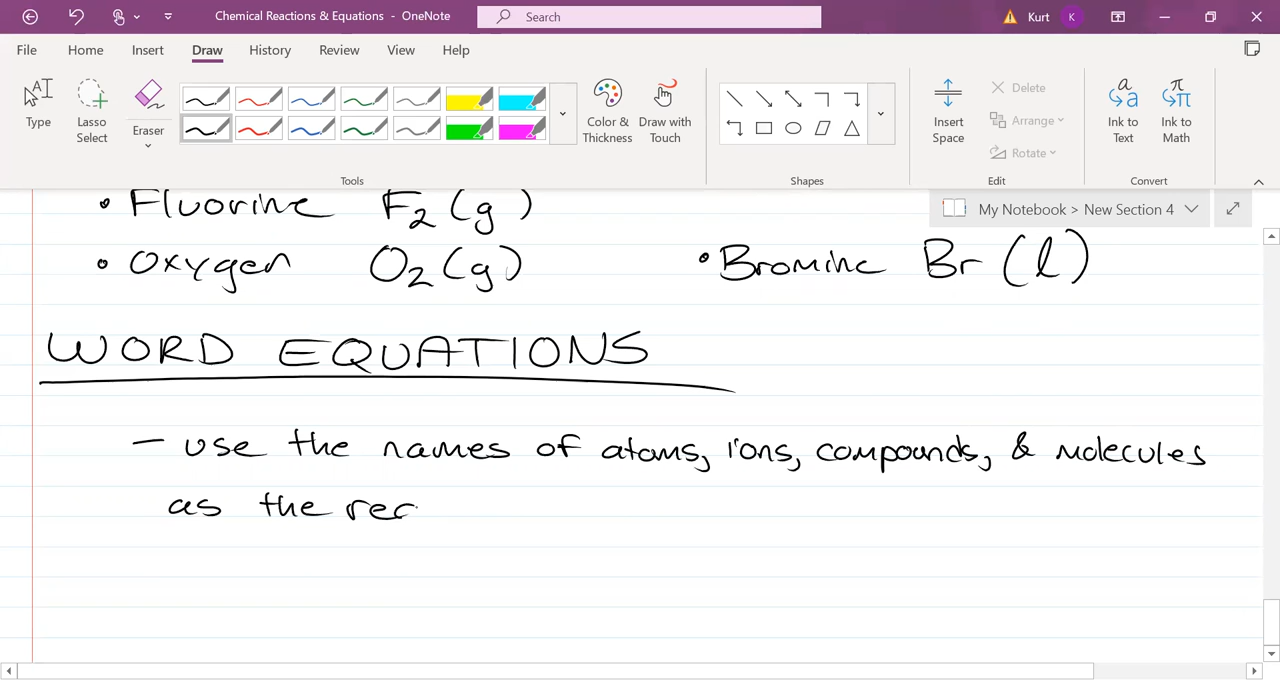 Chemical Reactions & Equations - OneNote
Search
Kurt
K
File Home Insert Draw History Review View Help
Type
Lasso Select
Eraser
Color & Thickness
Draw with Touch
Insert Space
Delete
Arrange
Rotate
Ink to Text
Ink to Math
Tools
Shapes
Edit
Convert
My Notebook > New Section 4
• Fluorine F2 (g)
• Oxygen O2 (g) • Bromine Br (l)
WORD EQUATIONS
- use the names of atoms, ions, compounds, & molecules
as the rec